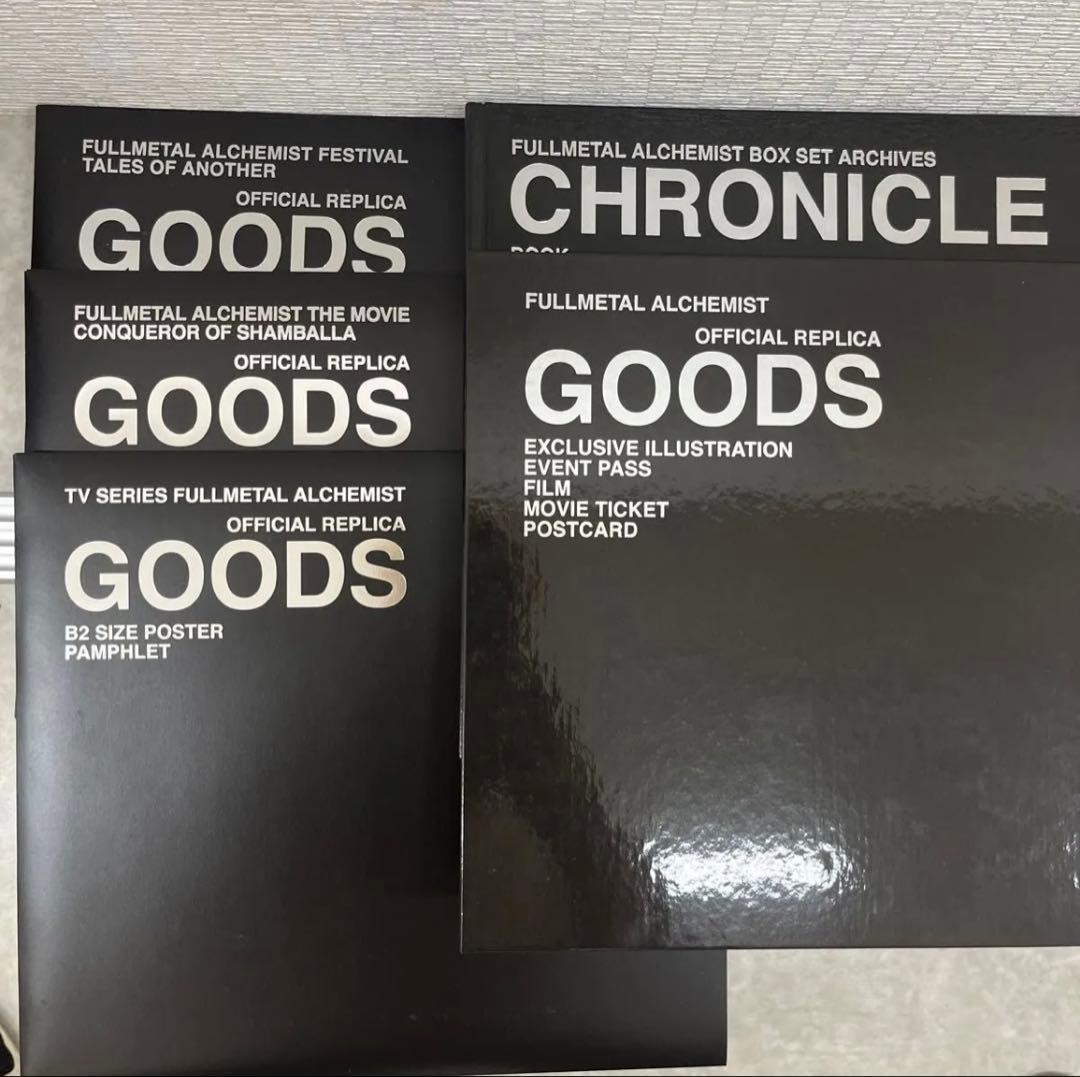 FULLMETAL ALCHEMIST FESTIVAL
TALES OF ANOTHER
OFFICIAL REPLICA
GOODS
FULLMETAL ALCHEMIST THE MOVIE
CONQUEROR OF SHAMBALLA
OFFICIAL REPLICA
GOODS
TV SERIES FULLMETAL ALCHEMIST
OFFICIAL REPLICA
GOODS
B2 SIZE POSTER
PAMPHLET
FULLMETAL ALCHEMIST BOX SET ARCHIVES
CHRONICLE
BOOK
FULLMETAL ALCHEMIST
OFFICIAL REPLICA
GOODS
EXCLUSIVE ILLUSTRATION
EVENT PASS
FILM
MOVIE TICKET
POSTCARD